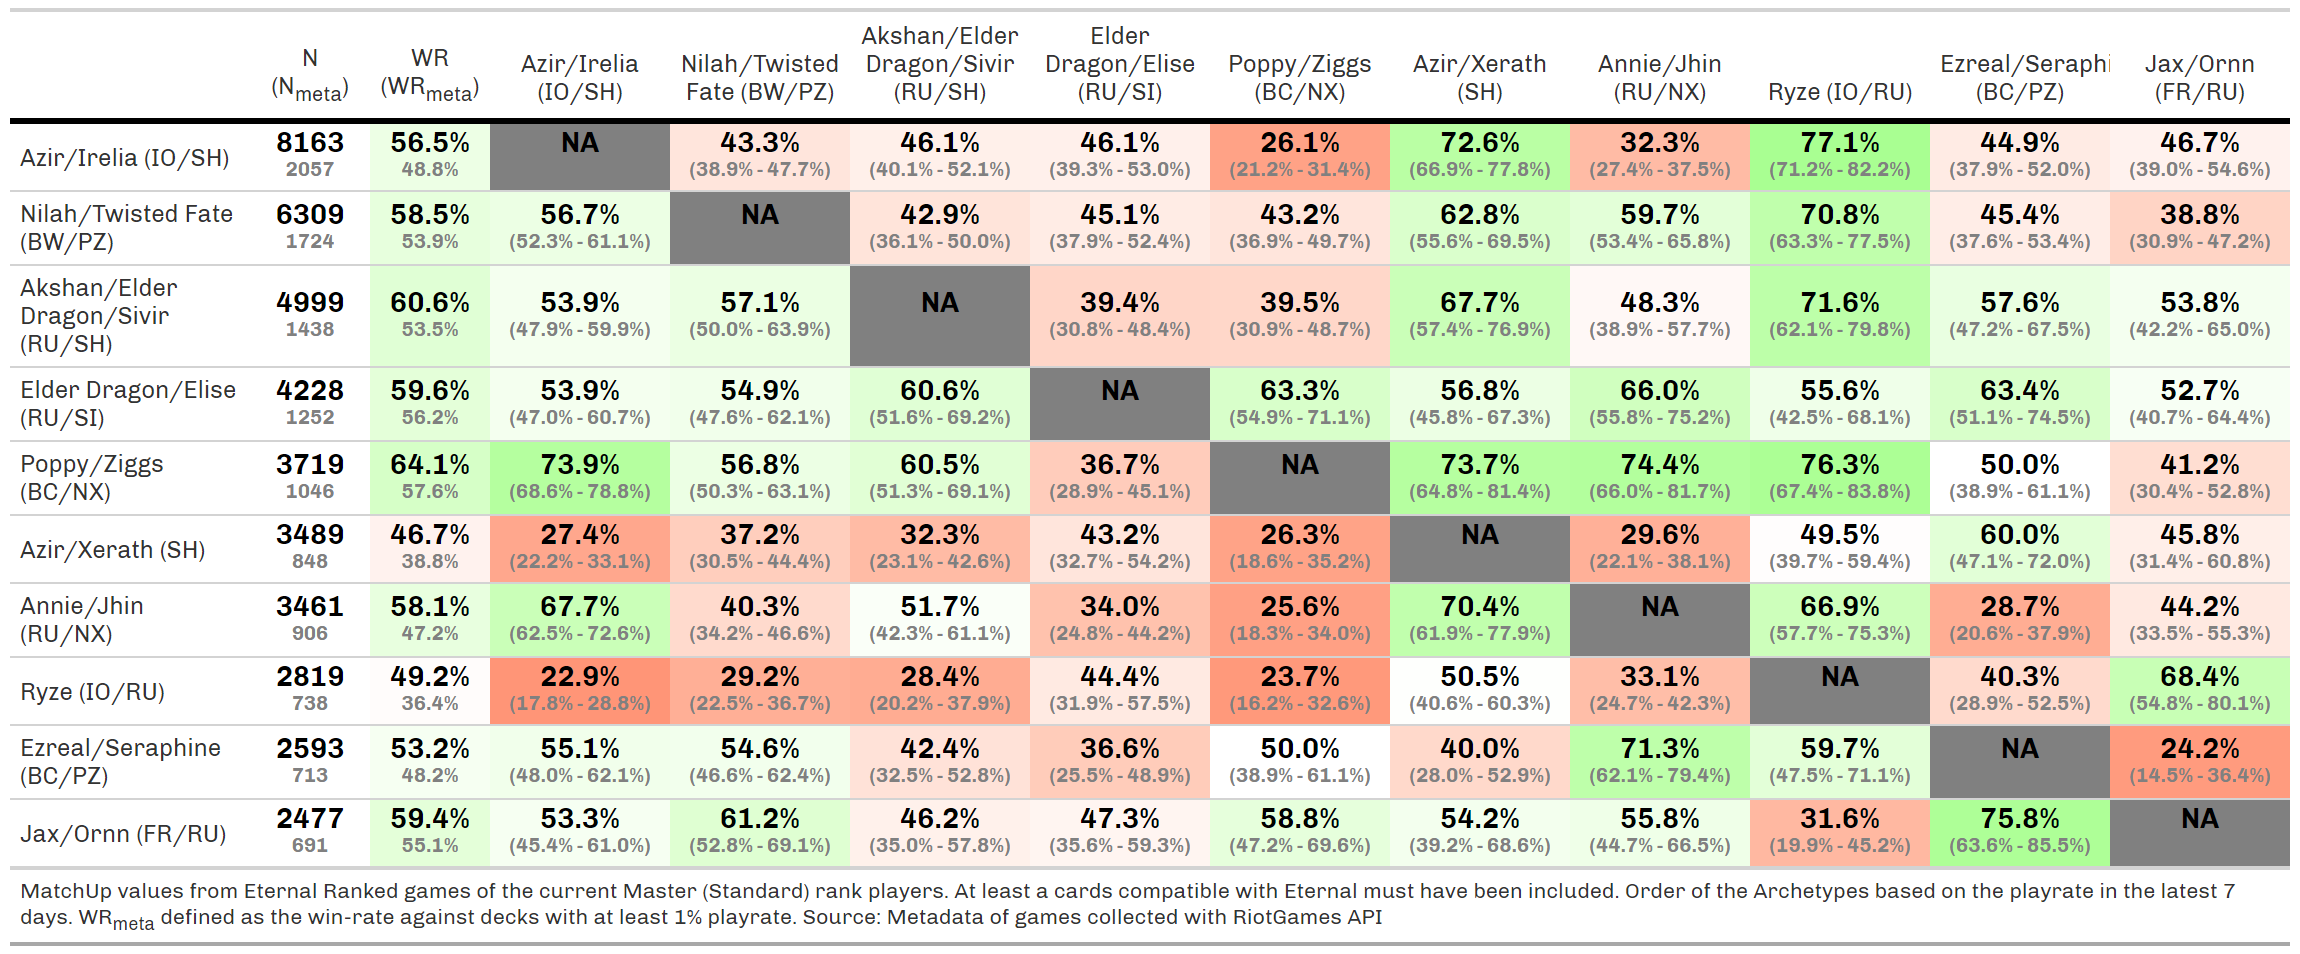 N (N_meta) WR (WR_meta) Azir/Irelia (IO/SH) Nilah/Twisted Fate (BW/PZ) Akshan/Elder Dragon/Sivir (RU/SH) Elder Dragon/Elise (RU/SI) Poppy/Ziggs (BC/NX) Azir/Xerath (SH) Annie/Jhin (RU/NX) Ryze (IO/RU) Ezreal/Seraphi (BC/PZ) Jax/Ornn (FR/RU)
Azir/Irelia (IO/SH) 8163 56.5% NA 43.3% 46.1% 46.1% 26.1% 72.6% 32.3% 77.1% 44.9% 46.7%
2057 48.8% (38.9% - 47.7%) (40.1% - 52.1%) (39.3% - 53.0%) (21.2% - 31.4%) (66.9% - 77.8%) (27.4% - 37.5%) (71.2% - 82.2%) (37.9% - 52.0%) (39.0% - 54.6%)
Nilah/Twisted Fate 6309 58.5% 56.7% NA 42.9% 45.1% 43.2% 62.8% 59.7% 70.8% 45.4% 38.8%
(BW/PZ) 1724 53.9% (52.3% - 61.1%) (36.1% - 50.0%) (37.9% - 52.4%) (36.9% - 49.7%) (55.6% - 69.5%) (53.4% - 65.8%) (63.3% - 77.5%) (37.6% - 53.4%) (30.9% - 47.2%)
Akshan/Elder Dragon/Sivir (RU/SH) 4999 60.6% 53.9% 57.1% NA 39.4% 39.5% 67.7% 48.3% 71.6% 57.6% 53.8%
1438 53.5% (47.9% - 59.9%) (50.0% - 63.9%) (30.8% - 48.4%) (30.9% - 48.7%) (57.4% - 76.9%) (38.9% - 57.7%) (62.1% - 79.8%) (47.2% - 67.5%) (42.2% - 65.0%)
Elder Dragon/Elise 4228 59.6% 53.9% 54.9% 60.6% NA 63.3% 56.8% 66.0% 55.6% 63.4% 52.7%
(RU/SI) 1252 56.2% (47.0% - 60.7%) (47.6% - 62.1%) (51.6% - 69.2%) (54.9% - 71.1%) (45.8% - 67.3%) (55.8% - 75.2%) (42.5% - 68.1%) (51.1% - 74.5%) (40.7% - 64.4%)
Poppy/Ziggs 3719 64.1% 73.9% 56.8% 60.5% 36.7% NA 73.7% 74.4% 76.3% 50.0% 41.2%
(BC/NX) 1046 57.6% (68.6% - 78.8%) (50.3% - 63.1%) (51.3% - 69.1%) (28.9% - 45.1%) (64.8% - 81.4%) (66.0% - 81.7%) (67.4% - 83.8%) (38.9% - 61.1%) (30.4% - 52.8%)
Azir/Xerath (SH) 3489 46.7% 27.4% 37.2% 32.3% 43.2% 26.3% NA 29.6% 49.5% 60.0% 45.8%
848 38.8% (22.2% - 33.1%) (30.5% - 44.4%) (23.1% - 42.6%) (32.7% - 54.2%) (18.6% - 35.2%) (22.1% - 38.1%) (39.7% - 59.4%) (47.1% - 72.0%) (31.4% - 60.8%)
Annie/Jhin 3461 58.1% 67.7% 40.3% 51.7% 34.0% 25.6% 70.4% NA 66.9% 28.7% 44.2%
(RU/NX) 906 47.2% (62.5% - 72.6%) (34.2% - 46.6%) (42.3% - 61.1%) (24.8% - 44.2%) (18.3% - 34.0%) (61.9% - 77.9%) (57.7% - 75.3%) (20.6% - 37.9%) (33.5% - 55.3%)
Ryze (IO/RU) 2819 49.2% 22.9% 29.2% 28.4% 44.4% 23.7% 50.5% 33.1% NA 40.3% 68.4%
738 36.4% (17.8% - 28.8%) (22.5% - 36.7%) (20.2% - 37.9%) (31.9% - 57.5%) (16.2% - 32.6%) (40.6% - 60.3%) (24.7% - 42.3%) (28.9% - 52.5%) (54.8% - 80.1%)
Ezreal/Seraphine 2593 53.2% 55.1% 54.6% 42.4% 36.6% 50.0% 40.0% 71.3% 59.7% NA 24.2%
(BC/PZ) 713 48.2% (48.0% - 62.1%) (46.6% - 62.4%) (32.5% - 52.8%) (25.5% - 48.9%) (38.9% - 61.1%) (28.0% - 52.9%) (62.1% - 79.4%) (47.5% - 71.1%) (14.5% - 36.4%)
Jax/Ornn (FR/RU) 2477 59.4% 53.3% 61.2% 46.2% 47.3% 58.8% 54.2% 55.8% 31.6% 75.8% NA
691 55.1% (45.4% - 61.0%) (52.8% - 69.1%) (35.0% - 57.8%) (35.6% - 59.3%) (47.2% - 69.6%) (39.2% - 68.6%) (44.7% - 66.5%) (19.9% - 45.2%) (63.6% - 85.5%)
MatchUp values from Eternal Ranked games of the current Master (Standard) rank players. At least a cards compatible with Eternal must have been included. Order of the Archetypes based on the playrate in the latest 7
days. WR_meta defined as the win-rate against decks with at least 1% playrate. Source: Metadata of games collected with RiotGames API